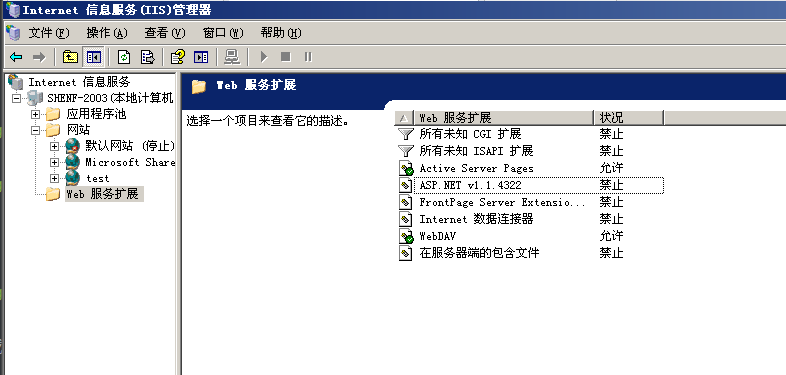 Internet 信息服务(IIS)管理器
文件(F) 操作(A) 查看(V) 窗口(W) 帮助(H)
Internet 信息服务
SHENF-2003(本地计算机
应用程序池
网站
默认网站 (停止)
Microsoft Share
test
Web 服务扩展
Web 服务扩展
选择一个项目来查看它的描述。
Web 服务扩展 状况
所有未知 CGI 扩展 禁止
所有未知 ISAPI 扩展 禁止
Active Server Pages 允许
ASP.NET v1.1.4322 禁止
FrontPage Server Extensio... 禁止
Internet 数据连接器 禁止
WebDAV 允许
在服务器端的包含文件 禁止